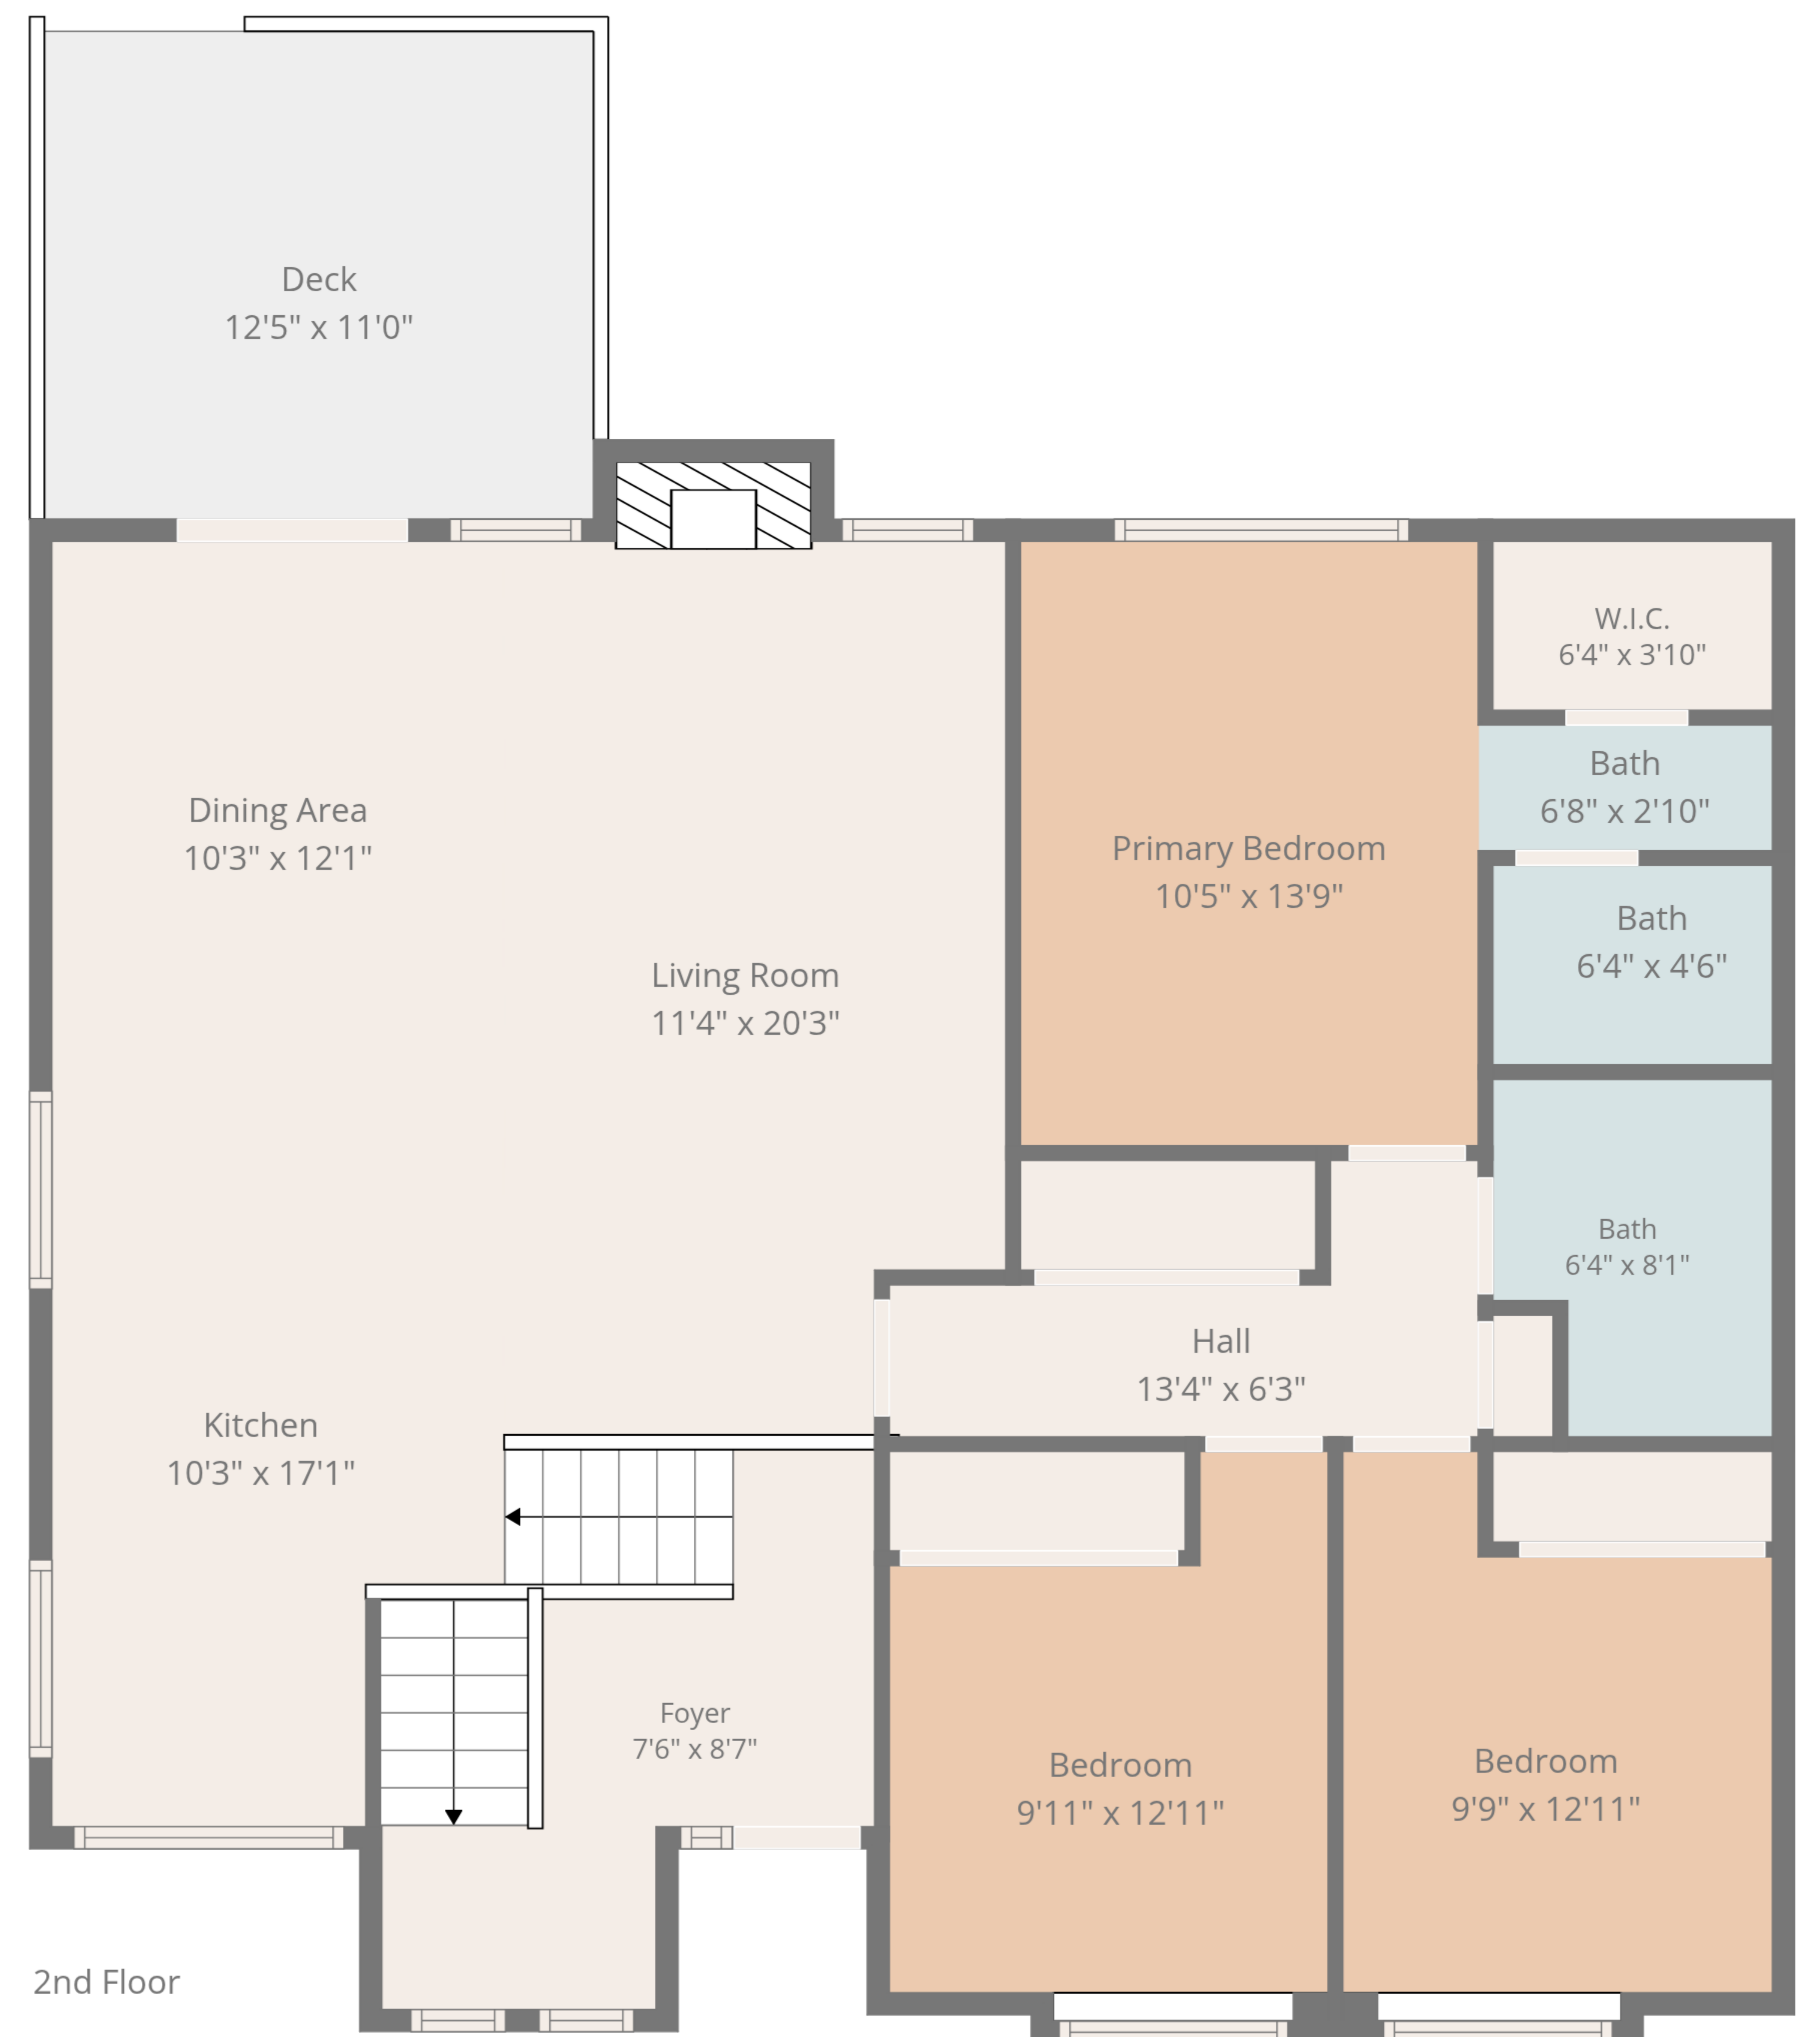 Deck
12'5" x 11'0"
W.I.C.
6'4" x 3'10"
Bath
6'8" x 2'10"
Dining Area
10'3" x 12'1"
Primary Bedroom
10'5" x 13'9"
Bath
6'4" x 4'6"
Living Room
11'4" x 20'3"
Bath
6'4" x 8'1"
Hall
13'4" x 6'3"
Kitchen
10'3" x 17'1"
Foyer
7'6" x 8'7"
Bedroom
9'11" x 12'11"
Bedroom
9'9" x 12'11"
2nd Floor